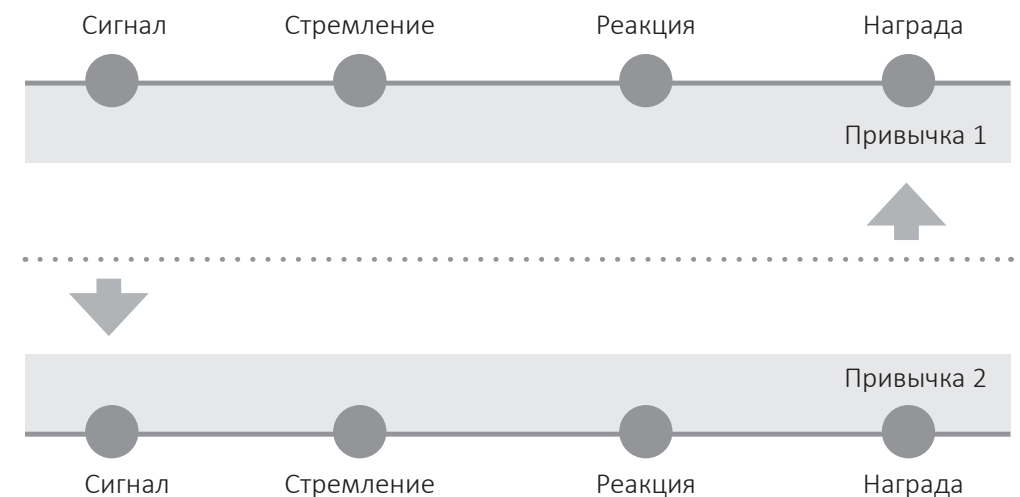 Сигнал Стремление Реакция Награда
Привычка 1
Привычка 2
Сигнал Стремление Реакция Награда